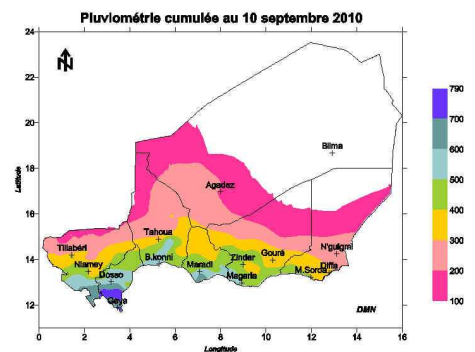 Pluviométrie cumulée au 10 septembre 2010
24
22
20
18
16
14
12
Latitude
N
Bilma
Agadez
Tahoua
Tillabéri
N'guigmi
Zinder
Gouré
Niamey
B.konni
Maradi
Diffa
Dosso
M.Soroa
Magaria
Gaya
DMN
0
2
4
6
8
10
12
14
16
Longitude
790
700
600
500
400
300
200
100